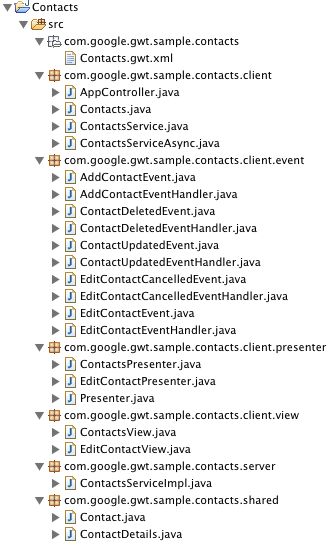 Contacts
src
com.google.gwt.sample.contacts
Contacts.gwt.xml
com.google.gwt.sample.contacts.client
AppController.java
Contacts.java
ContactsService.java
ContactsServiceAsync.java
com.google.gwt.sample.contacts.client.event
AddContactEvent.java
AddContactEventHandler.java
ContactDeletedEvent.java
ContactDeletedEventHandler.java
ContactUpdatedEvent.java
ContactUpdatedEventHandler.java
EditContactCancelledEvent.java
EditContactCancelledEventHandler.java
EditContactEvent.java
EditContactEventHandler.java
com.google.gwt.sample.contacts.client.presenter
ContactsPresenter.java
EditContactPresenter.java
Presenter.java
com.google.gwt.sample.contacts.client.view
ContactsView.java
EditContactView.java
com.google.gwt.sample.contacts.server
ContactsServiceImpl.java
com.google.gwt.sample.contacts.shared
Contact.java
ContactDetails.java